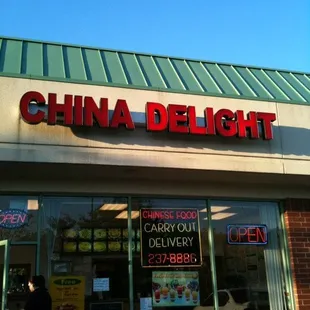 CHINA DELIGHT
OPEN
CHINESE FOOD
CARRY OUT
DELIVERY
237-8886
OPEN